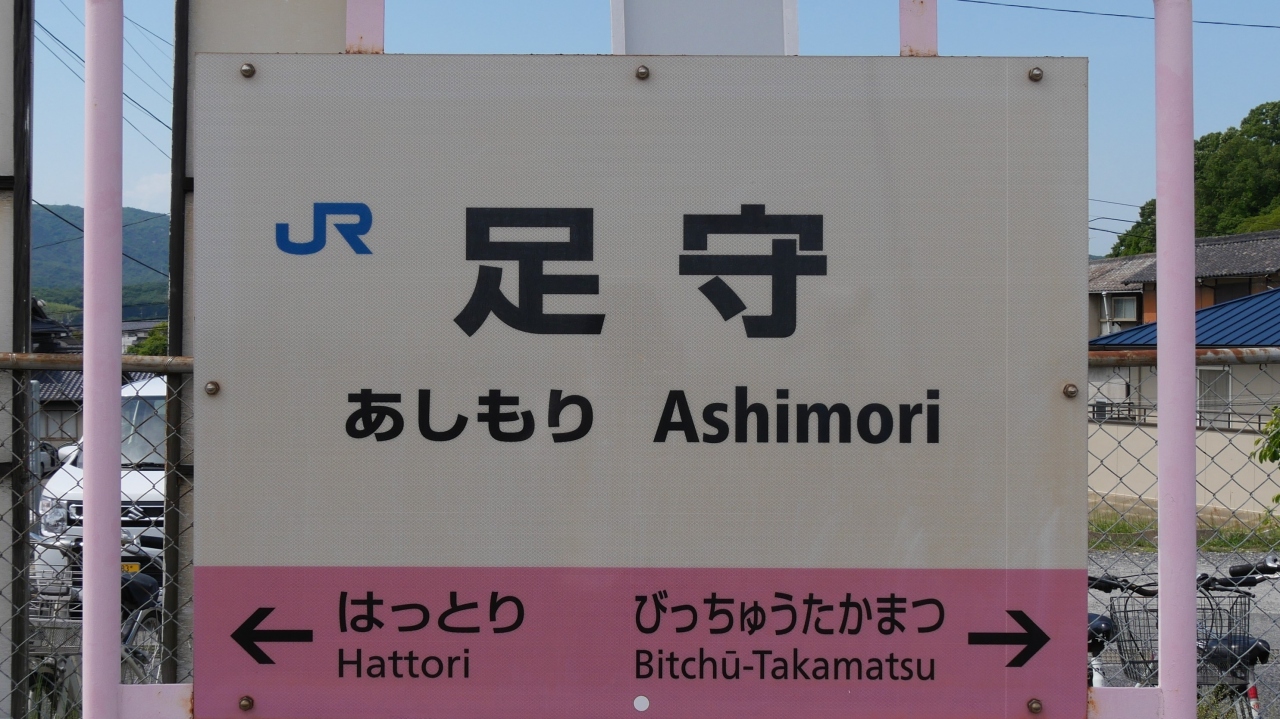 JR 足守
あしもり Ashimori
はっとり びっちゅうたかまつ
Hattori Bitchū-Takamatsu